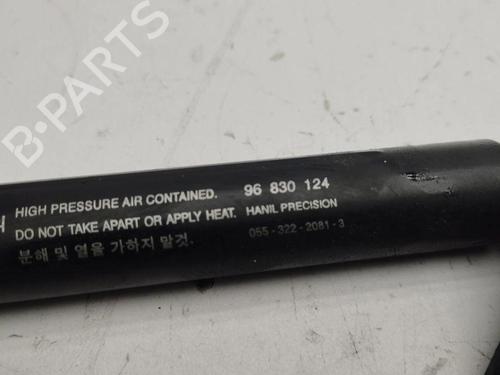 B-PARTS
HIGH PRESSURE AIR CONTAINED. 96 830 124
DO NOT TAKE APART OR APPLY HEAT. HANIL PRECISION
분해 및 열을 가하지 말것. 055-322-2081-3